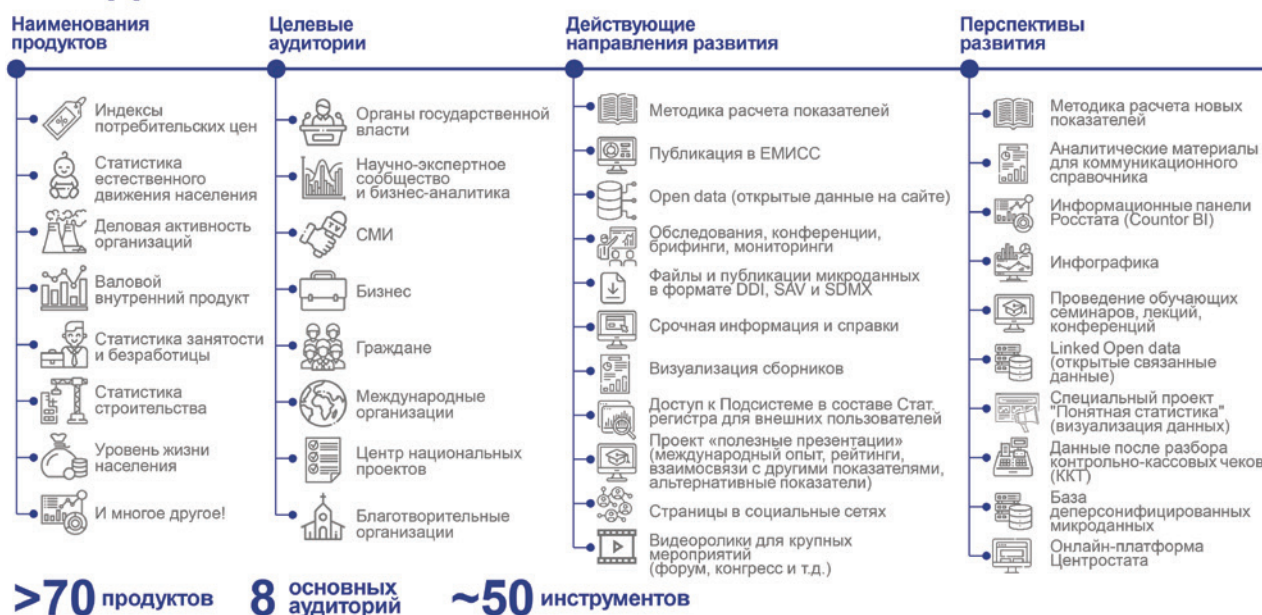 Наименования
продуктов
Индексы
потребительских цен
Статистика
естественного
движения населения
Деловая активность
организаций
Валовой
внутренний продукт
Статистика занятости
и безработицы
Статистика
строительства
Уровень жизни
населения
И многое другое!
Целевые
аудитории
Органы государственной
власти
Научно-экспертное
сообщество
и бизнес-аналитика
СМИ
Бизнес
Граждане
Международные
организации
Центр национальных
проектов
Благотворительные
организации
Действующие
направления развития
Методика расчета показателей
Публикация в ЕМИСС
Open data (открытые данные на сайте)
Обследования, конференции,
брифинги, мониторинги
Файлы и публикации микроданных
в формате DDI, SAV и SDMX
Срочная информация и справки
Визуализация сборников
Доступ к Подсистеме в составе Стат.
регистра для внешних пользователей
Проект «полезные презентации»
(международный опыт, рейтинги,
взаимосвязи с другими показателями,
альтернативные показатели)
Страницы в социальные сетях
Видеоролики для крупных
мероприятий
(форум, конгресс и т.д.)
Перспективы
развития
Методика расчета новых
показателей
Аналитические материалы
для коммуникационного
справочника
Информационные панели
Росстата (Countor BI)
Инфографика
Проведение обучающих
семинаров, лекций,
конференций
Linked Open data
(открытые связанные
данные)
Специальный проект
"Понятная статистика"
(визуализация данных)
Данные после разбора
контрольно-кассовых чеков
(ККТ)
База
деперсонифицированных
микроданных
Онлайн-платформа
Центростата
>70 продуктов
8 основных
аудиторий
~50 инструментов